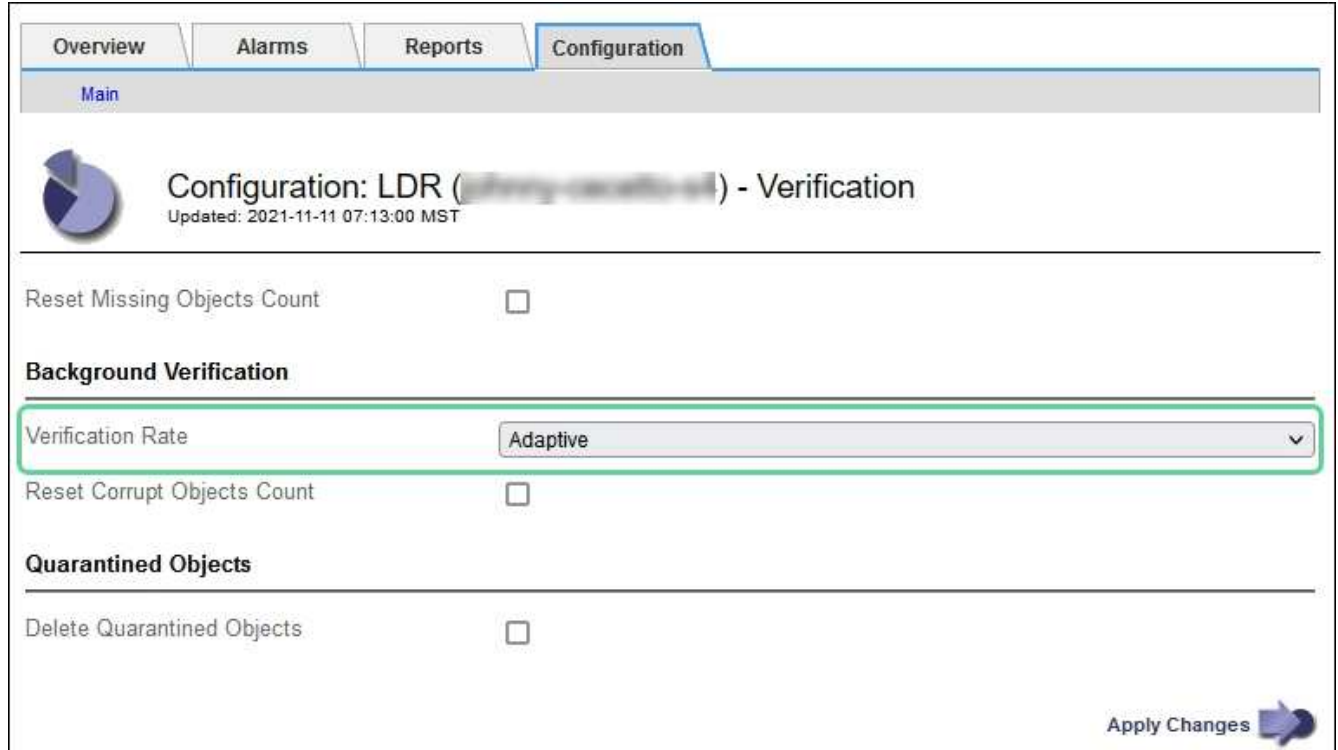 Overview Alarms Reports Configuration
Main
Configuration: LDR ( ) - Verification
Updated: 2021-11-11 07:13:00 MST
Reset Missing Objects Count
Background Verification
Verification Rate Adaptive
Reset Corrupt Objects Count
Quarantined Objects
Delete Quarantined Objects
Apply Changes